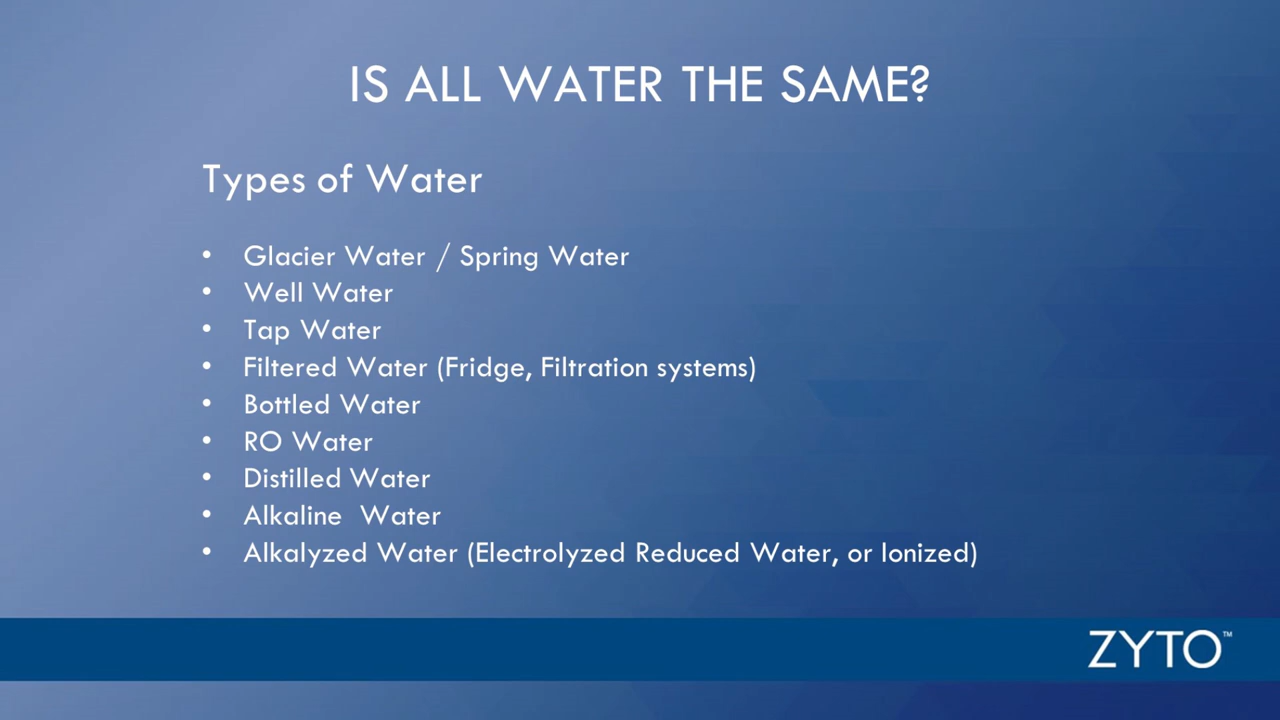 IS ALL WATER THE SAME?
Types of Water
• Glacier Water / Spring Water
• Well Water
• Tap Water
• Filtered Water (Fridge, Filtration systems)
• Bottled Water
• RO Water
• Distilled Water
• Alkaline  Water
• Alkalyzed Water (Electrolyzed Reduced Water, or Ionized)
ZYTO™